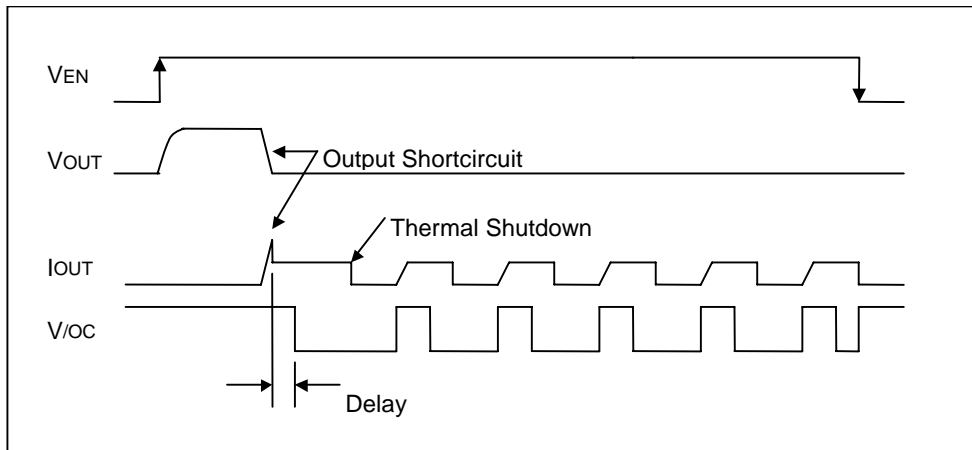 VEN
VOUT
Output Shortcircuit
Thermal Shutdown
IOUT
V/OC
Delay